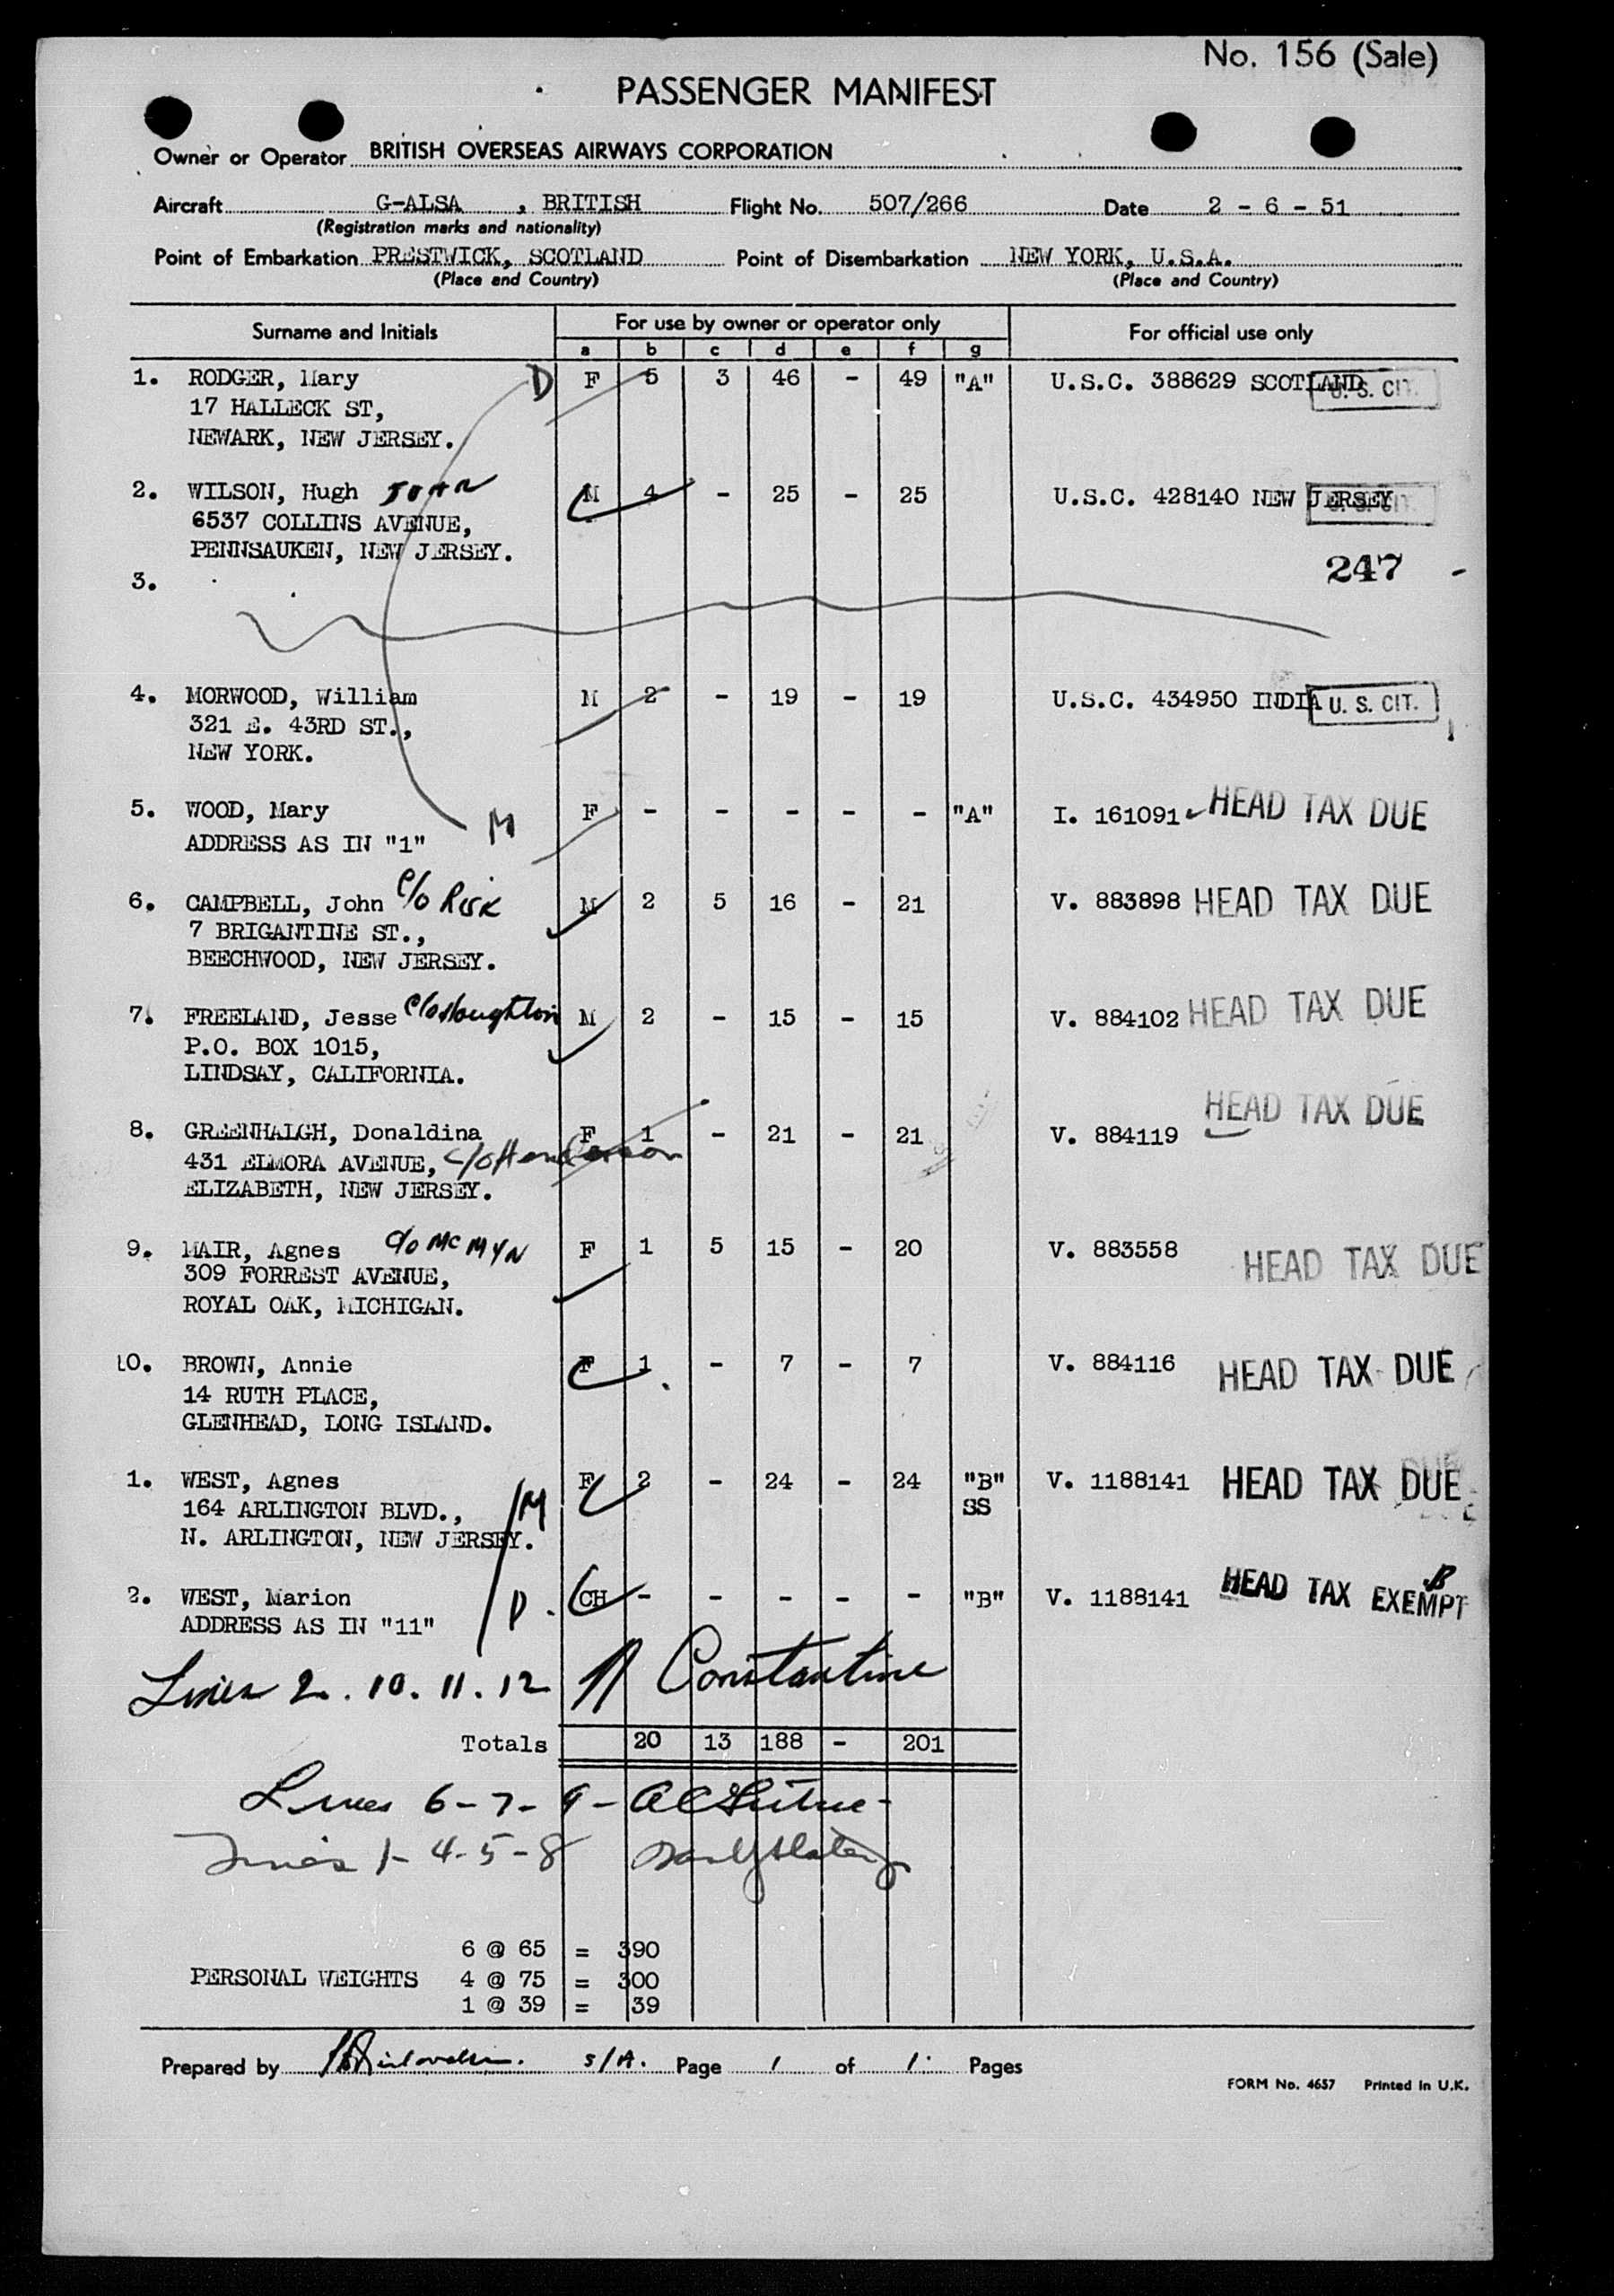 No. 156 (Sale)
PASSENGER MANIFEST
Owner or Operator BRITISH OVERSEAS AIRWAYS CORPORATION
Aircraft G-ALSA , BRITISH Flight No. 507/266 Date 2 - 6 - 51
(Registration marks and nationality)
Point of Embarkation PRESTWICK, SCOTLAND Point of Disembarkation NEW YORK, U.S.A.
(Place and Country) (Place and Country)
Surname and Initials For use by owner or operator only For official use only
a b c d e f g
1. RODGER, Mary D F 5 3 46 - 49 "A" U.S.C. 388629 SCOTLAND U. S. CIT.
17 HALLECK ST,
NEWARK, NEW JERSEY.
2. WILSON, Hugh JOHN M 4 - 25 - 25 U.S.C. 428140 NEW JERSEY U. S. CIT.
6537 COLLINS AVENUE,
PENNSAUKEN, NEW JERSEY.
247 -
3.
4. MORWOOD, William M 2 - 19 - 19 U.S.C. 434950 INDIA U. S. CIT.
321 E. 43RD ST.,
NEW YORK.
5. WOOD, Mary M F - - - - - "A" I. 161091 HEAD TAX DUE
ADDRESS AS IN "1"
6. CAMPBELL, John c/o Risk M 2 5 16 - 21 V. 883898 HEAD TAX DUE
7 BRIGANTINE ST.,
BEECHWOOD, NEW JERSEY.
7. FREELAND, Jesse c/o Houghton M 2 - 15 - 15 V. 884102 HEAD TAX DUE
P.O. BOX 1015,
LINDSAY, CALIFORNIA.
HEAD TAX DUE
8. GREENHALGH, Donaldina F 1 - 21 - 21 V. 884119
431 ELMORA AVENUE, c/o Henderson
ELIZABETH, NEW JERSEY.
9. MAIR, Agnes c/o McMYN F 1 5 15 - 20 V. 883558 HEAD TAX DUE
309 FORREST AVENUE,
ROYAL OAK, MICHIGAN.
10. BROWN, Annie F 1 - 7 - 7 V. 884116 HEAD TAX DUE
14 RUTH PLACE,
GLENHEAD, LONG ISLAND.
1. WEST, Agnes F 2 - 24 - 24 "B" V. 1188141 HEAD TAX DUE
164 ARLINGTON BLVD., M SS
N. ARLINGTON, NEW JERSEY.
2. WEST, Marion CH - - - - - "B" V. 1188141 HEAD TAX EXEMPT
ADDRESS AS IN "11" D
Lines 2. 10. 11. 12 Constantine
Totals 20 13 188 - 201
Lines 6-7-9-
Lines 1-4-5-8
6 @ 65 = 390
PERSONAL WEIGHTS 4 @ 75 = 300
1 @ 39 = 39
Prepared by S/A. Page 1 of 1. Pages
FORM No. 4657 Printed in U.K.